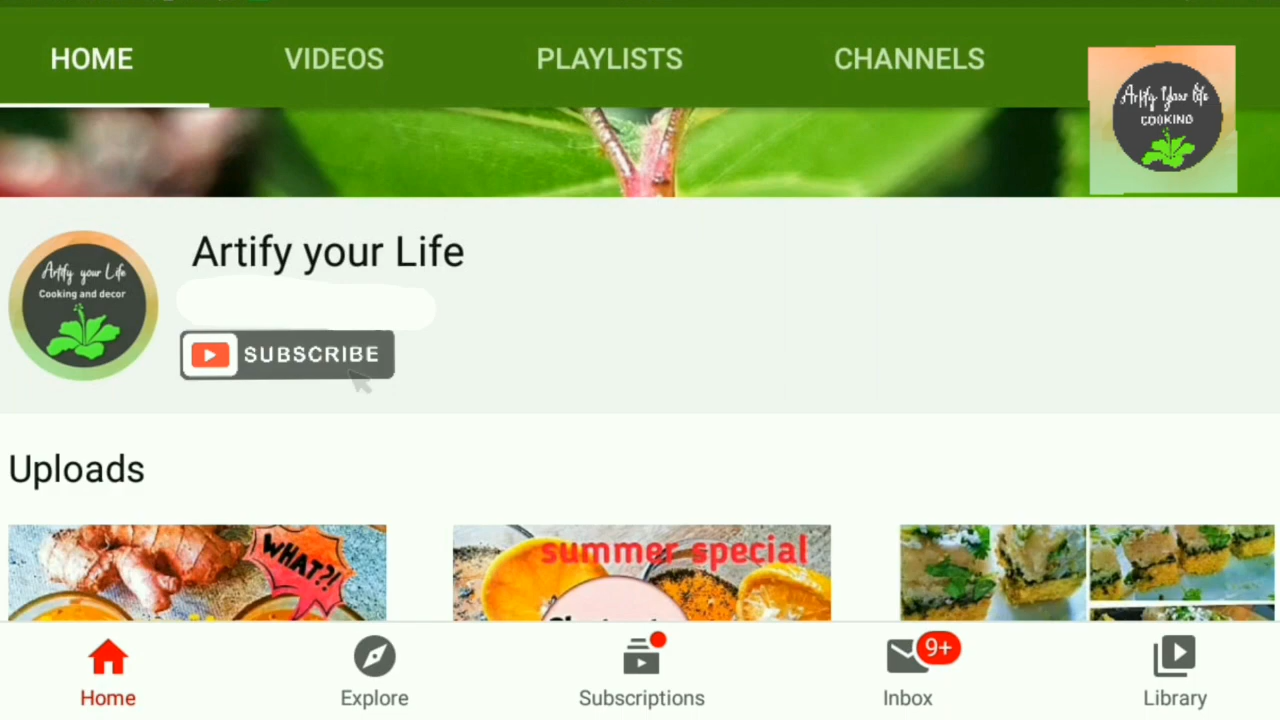 HOME VIDEOS PLAYLISTS CHANNELS
Artify Your life
COOKING
Artify your Life
Artify your Life
Cooking and decor
SUBSCRIBE
Uploads
WHAT?!
summer special
Home Explore Subscriptions 9+ Inbox Library